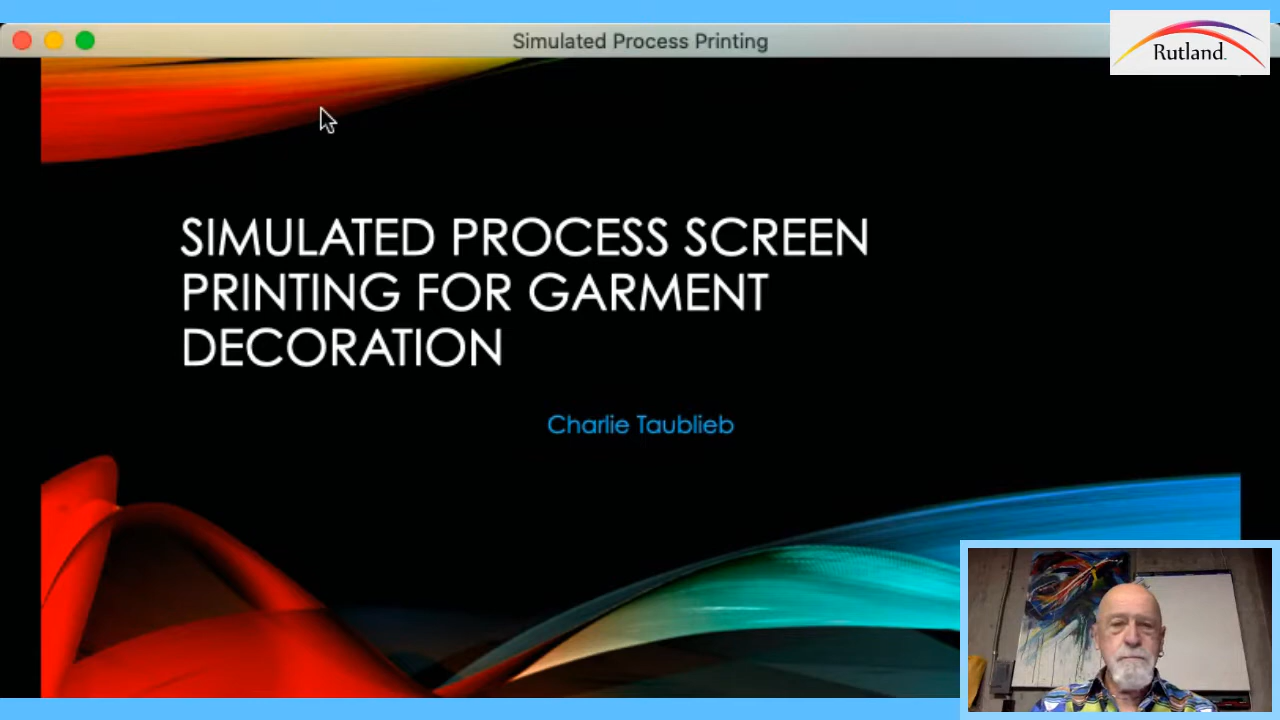 Simulated Process Printing
Rutland.
SIMULATED PROCESS SCREEN
PRINTING FOR GARMENT
DECORATION
Charlie Taublieb